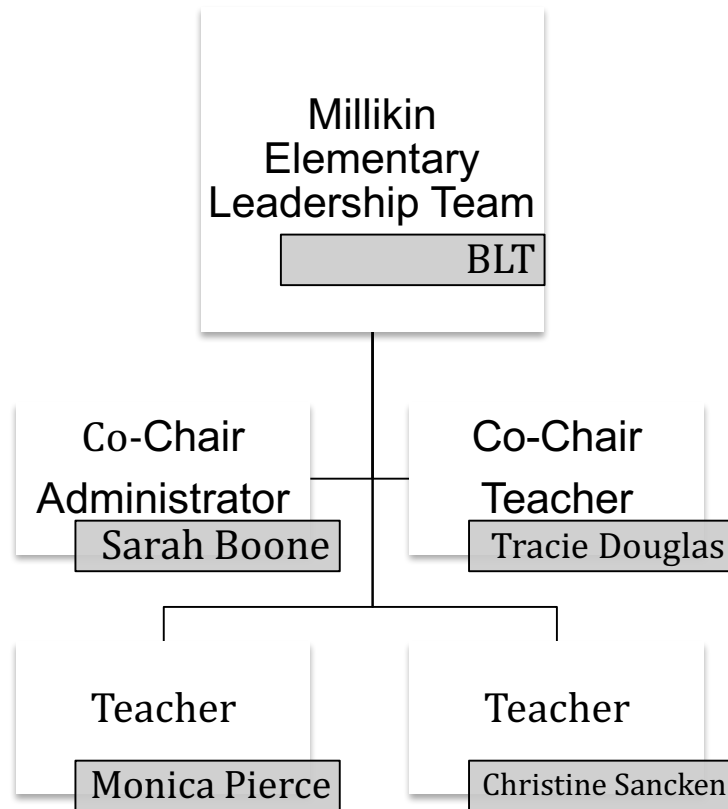 Millikin
Elementary
Leadership Team
BLT
Co-Chair
Administrator
Sarah Boone
Co-Chair
Teacher
Tracie Douglas
Teacher
Monica Pierce
Teacher
Christine Sancken